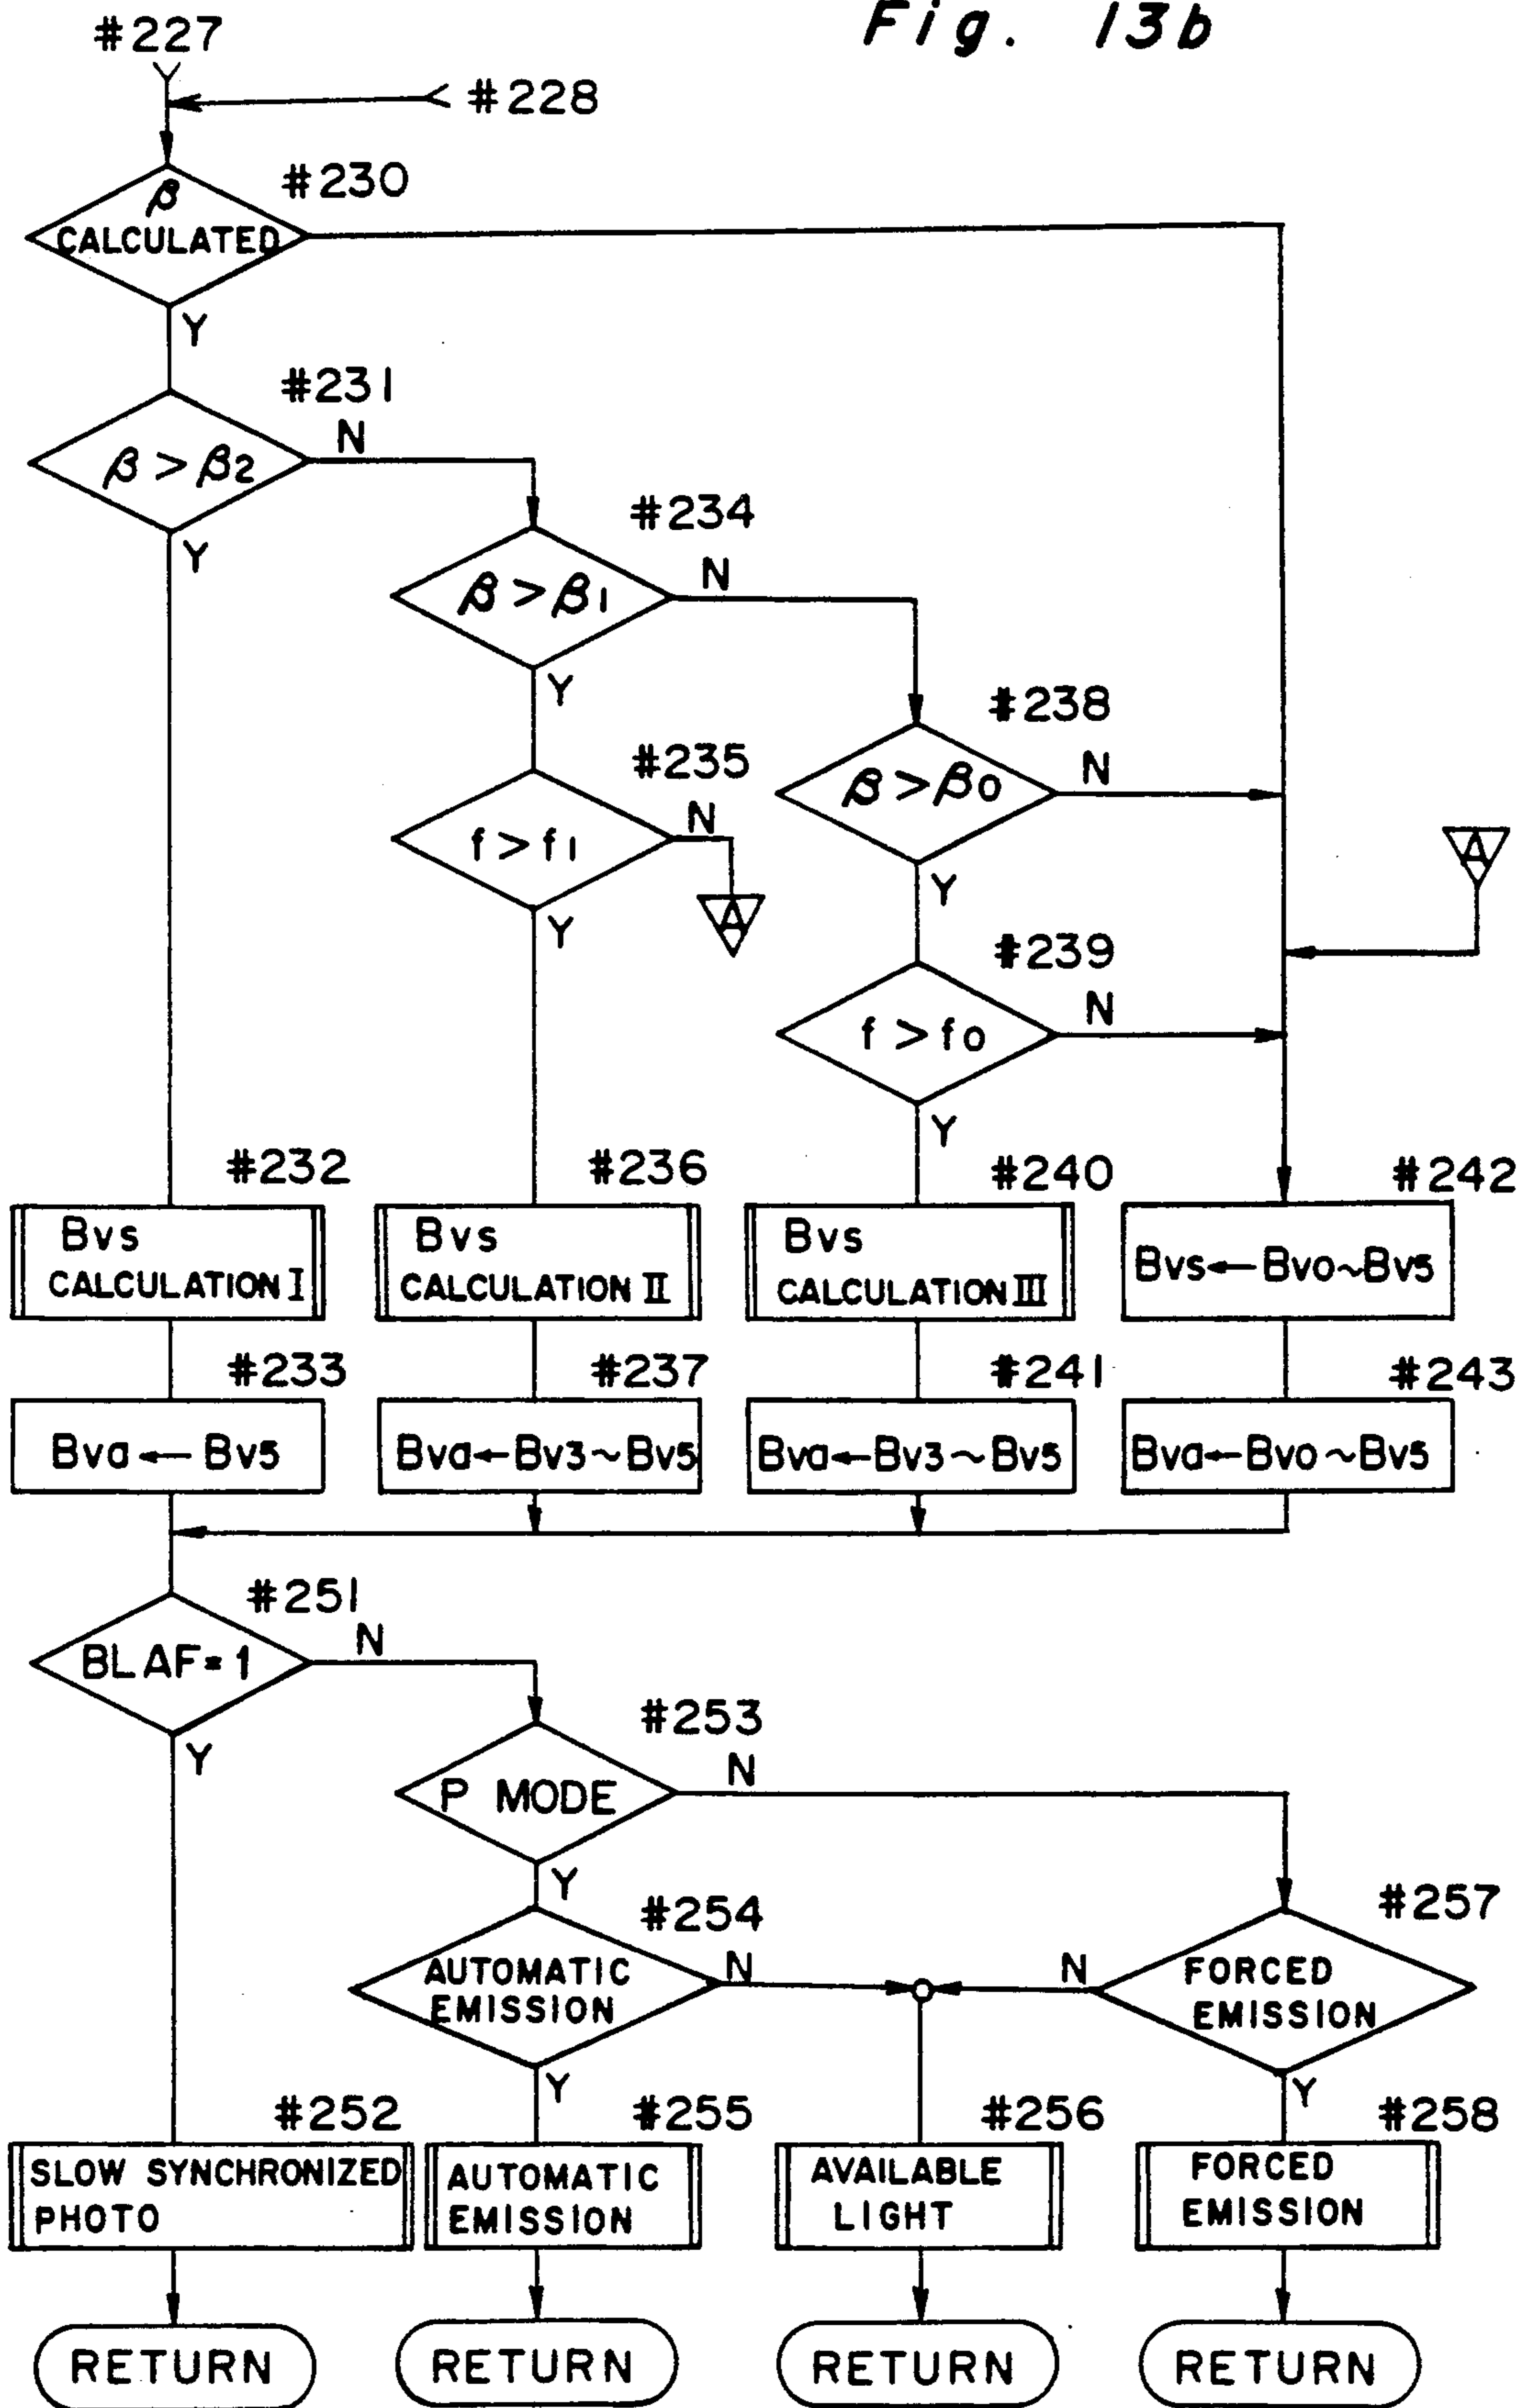 Fig. 13b
#227
#228
#230
β
CALCULATED
Y
#231
β > β2
N
Y
#234
β > β1
N
Y
#238
β > β0
N
Y
#235
f > f1
N
A
Y
A
#239
f > f0
N
Y
#232
Bvs
CALCULATION I
#236
Bvs
CALCULATION II
#240
Bvs
CALCULATION III
#242
Bvs←Bv0~Bv5
#233
Bva ← Bv5
#237
Bva←Bv3~Bv5
#241
Bva←Bv3~Bv5
#243
Bva←Bv0~Bv5
#251
BLAF=1
N
Y
#253
P MODE
N
Y
#254
AUTOMATIC
EMISSION
N
Y
#257
FORCED
EMISSION
N
Y
#252
SLOW SYNCHRONIZED
PHOTO
#255
AUTOMATIC
EMISSION
#256
AVAILABLE
LIGHT
#258
FORCED
EMISSION
RETURN
RETURN
RETURN
RETURN